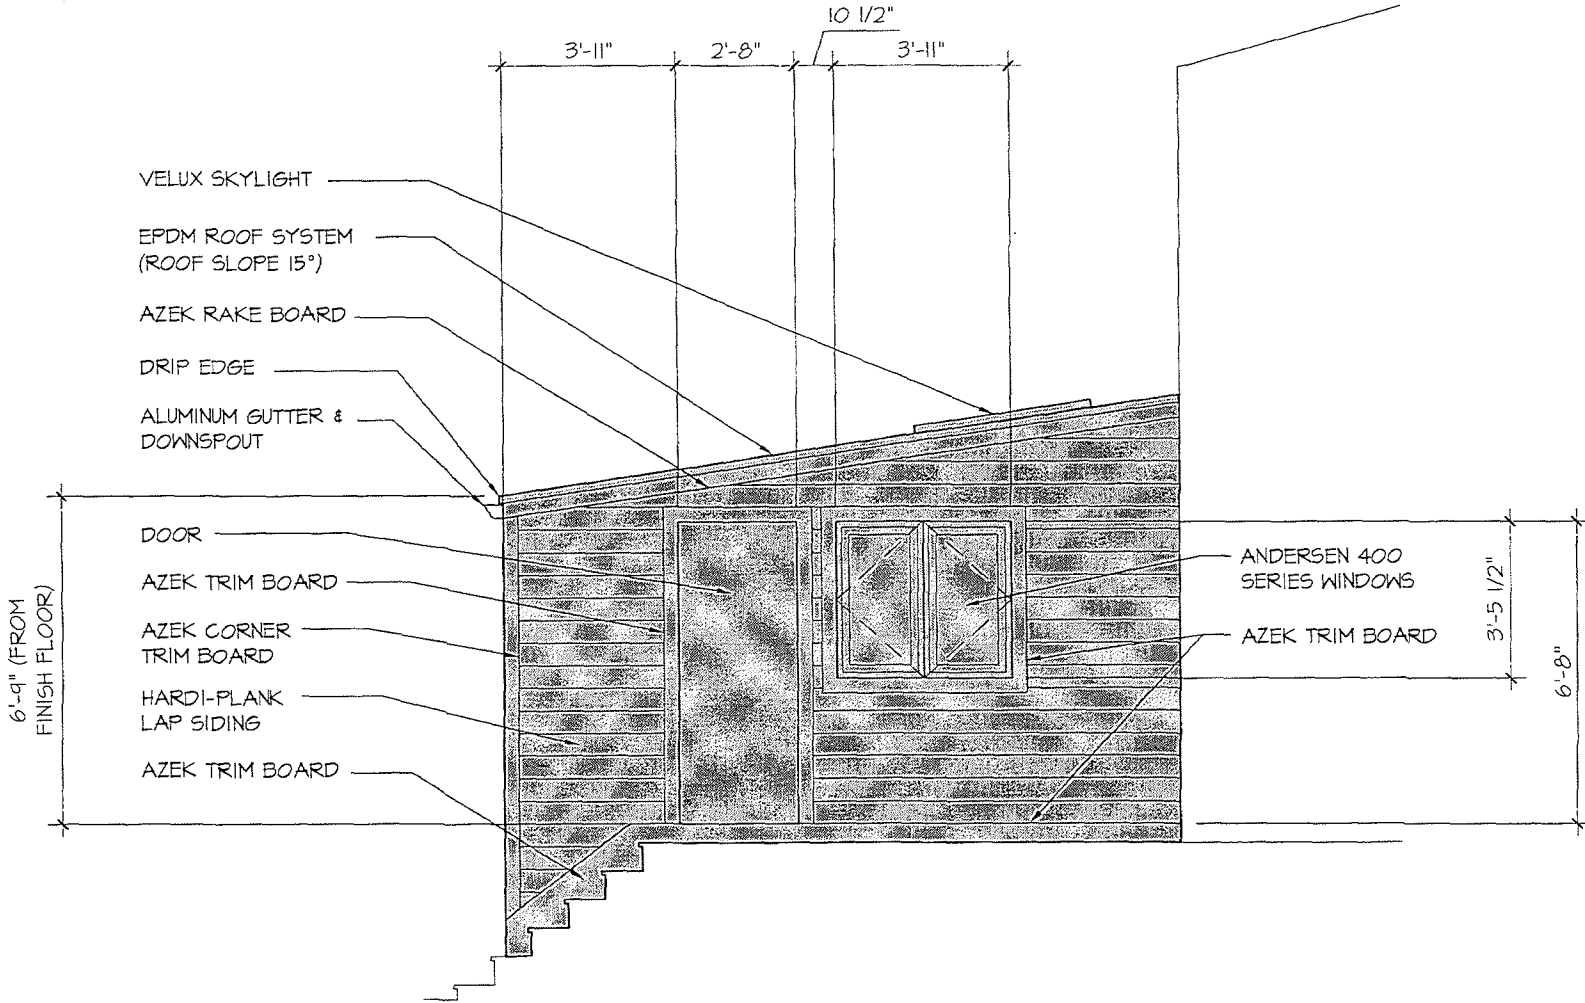 10 1/2"
3'-11"
2'-8"
3'-11"
VELUX SKYLIGHT
EPDM ROOF SYSTEM
(ROOF SLOPE 15°)
AZEK RAKE BOARD
DRIP EDGE
ALUMINUM GUTTER &
DOWNSPOUT
DOOR
AZEK TRIM BOARD
AZEK CORNER
TRIM BOARD
HARDI-PLANK
LAP SIDING
AZEK TRIM BOARD
6'-9" (FROM
FINISH FLOOR)
ANDERSEN 400
SERIES WINDOWS
AZEK TRIM BOARD
3'-5 1/2"
6'-8"